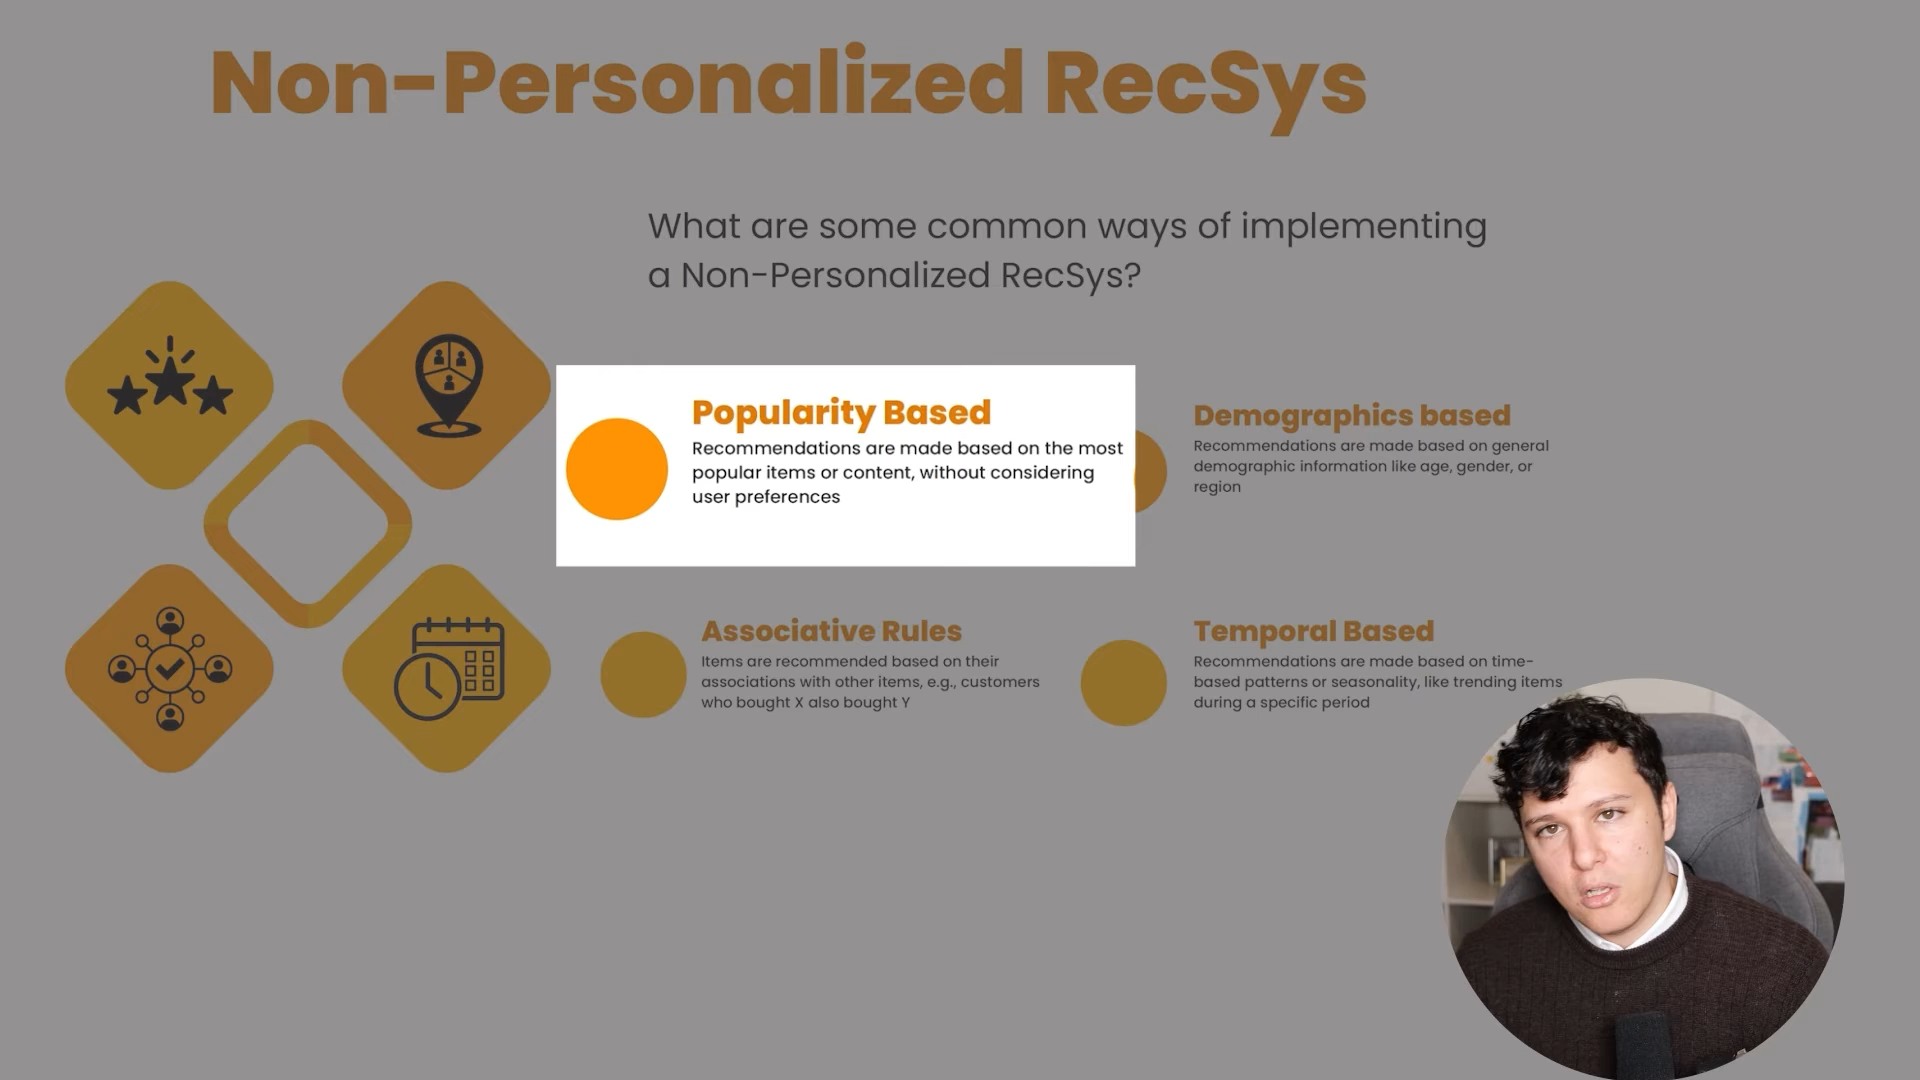 Non-Personalized RecSys
What are some common ways of implementing
a Non-Personalized RecSys?
Popularity Based
Recommendations are made based on the most
popular items or content, without considering
user preferences
Demographics based
Recommendations are made based on general
demographic information like age, gender, or
region
Associative Rules
Items are recommended based on their
associations with other items, e.g., customers
who bought X also bought Y
Temporal Based
Recommendations are made based on time-
based patterns or seasonality, like trending items
during a specific period